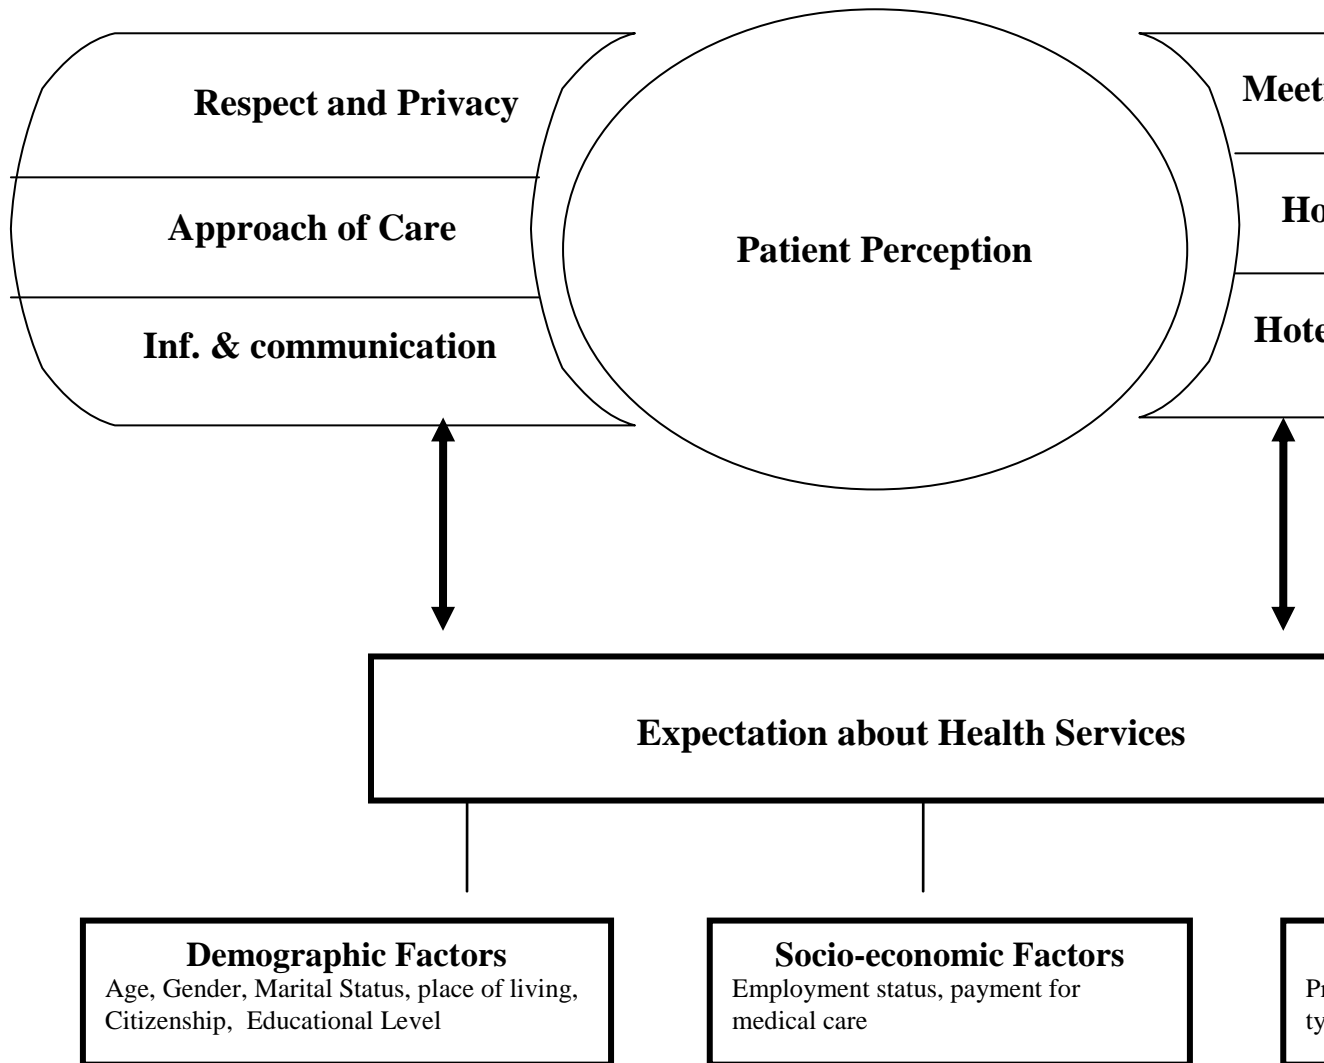 Respect and Privacy
Approach of Care
Inf. & communication
Patient Perception
Expectation about Health Services
Demographic Factors
Age, Gender, Marital Status, place of living,
Citizenship, Educational Level
Socio-economic Factors
Employment status, payment for
medical care